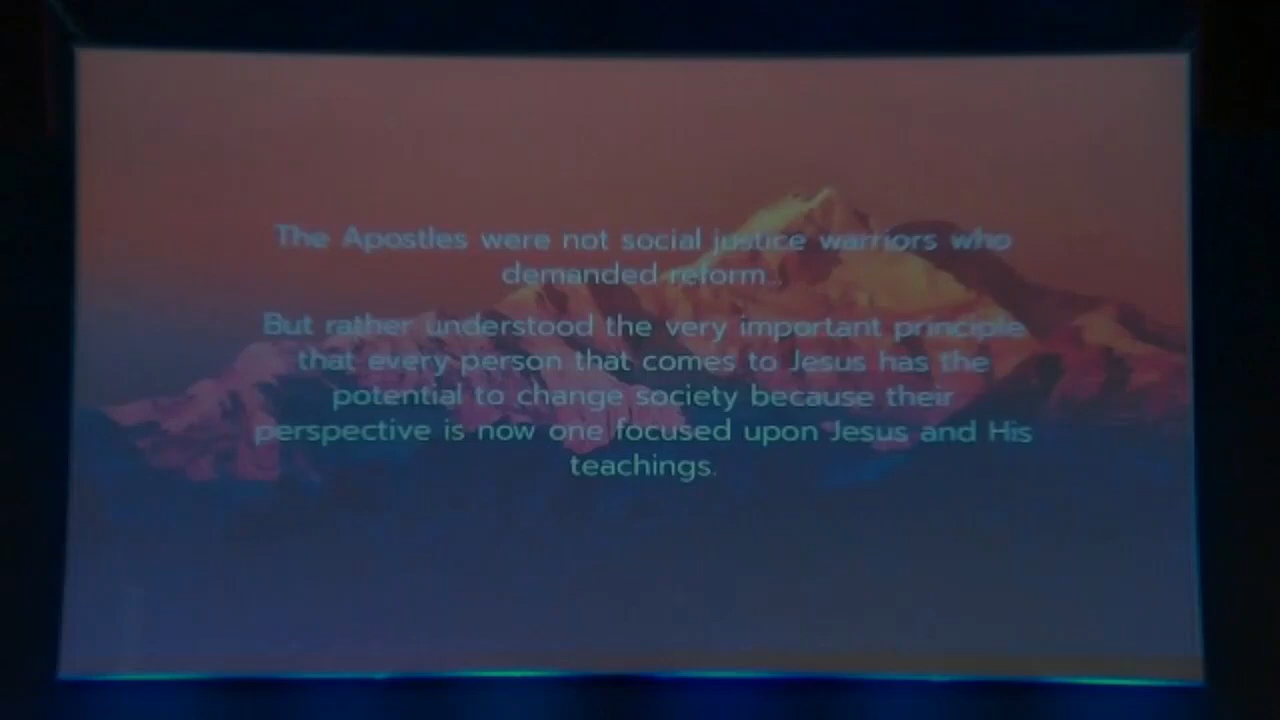 The Apostles were not social justice warriors who
demanded reform...
But rather understood the very important principle
that every person that comes to Jesus has the
potential to change society because their
perspective is now one focused upon Jesus and His
teachings.